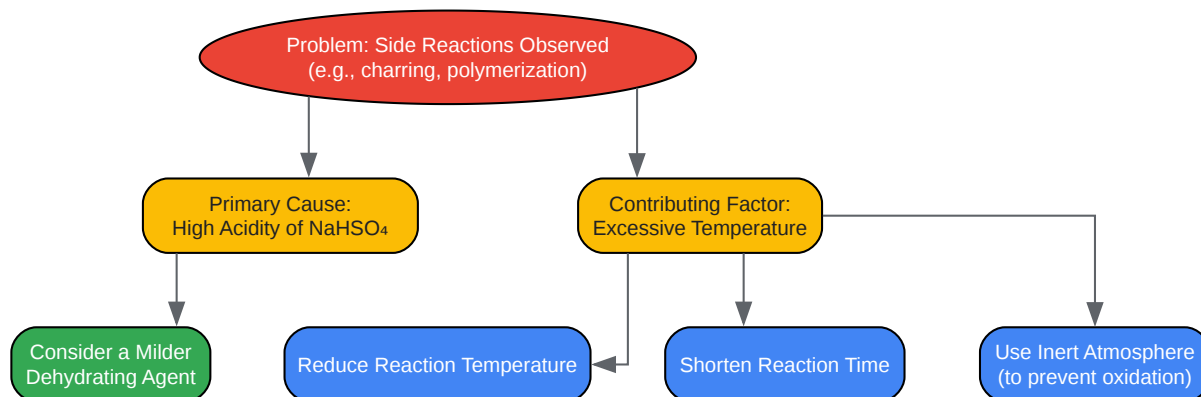 Problem: Side Reactions Observed
(e.g., charring, polymerization)
Primary Cause:
High Acidity of NaHSO₄
Contributing Factor:
Excessive Temperature
Consider a Milder
Dehydrating Agent
Reduce Reaction Temperature
Shorten Reaction Time
Use Inert Atmosphere
(to prevent oxidation)